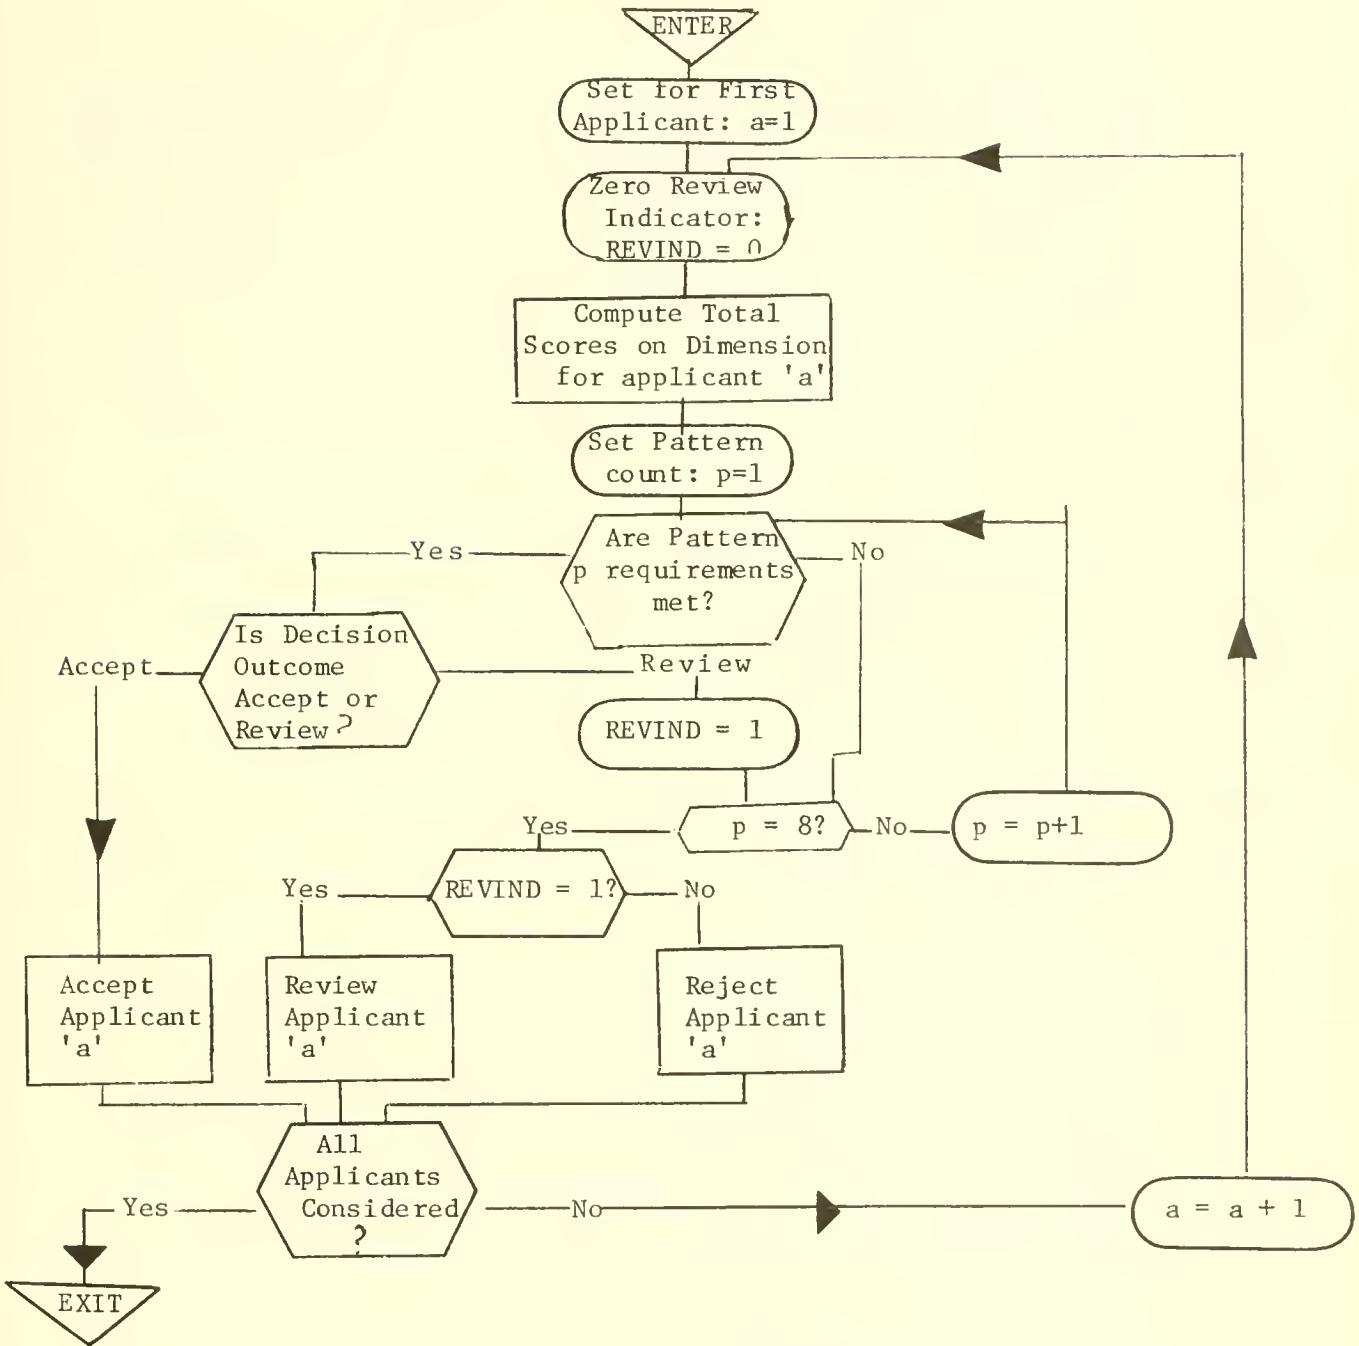 ENTER
Set for First
Applicant: a=1
Zero Review
Indicator:
REVIND = 0
Compute Total
Scores on Dimension
for applicant 'a'
Set Pattern
count: p=1
Are Pattern
p requirements
met?
Yes
No
Is Decision
Outcome
Accept or
Review?
Accept
Review
REVIND = 1
p = 8?
Yes
No
p = p+1
REVIND = 1?
Yes
No
Accept
Applicant
'a'
Review
Applicant
'a'
Reject
Applicant
'a'
All
Applicants
Considered
?
Yes
No
a = a + 1
EXIT